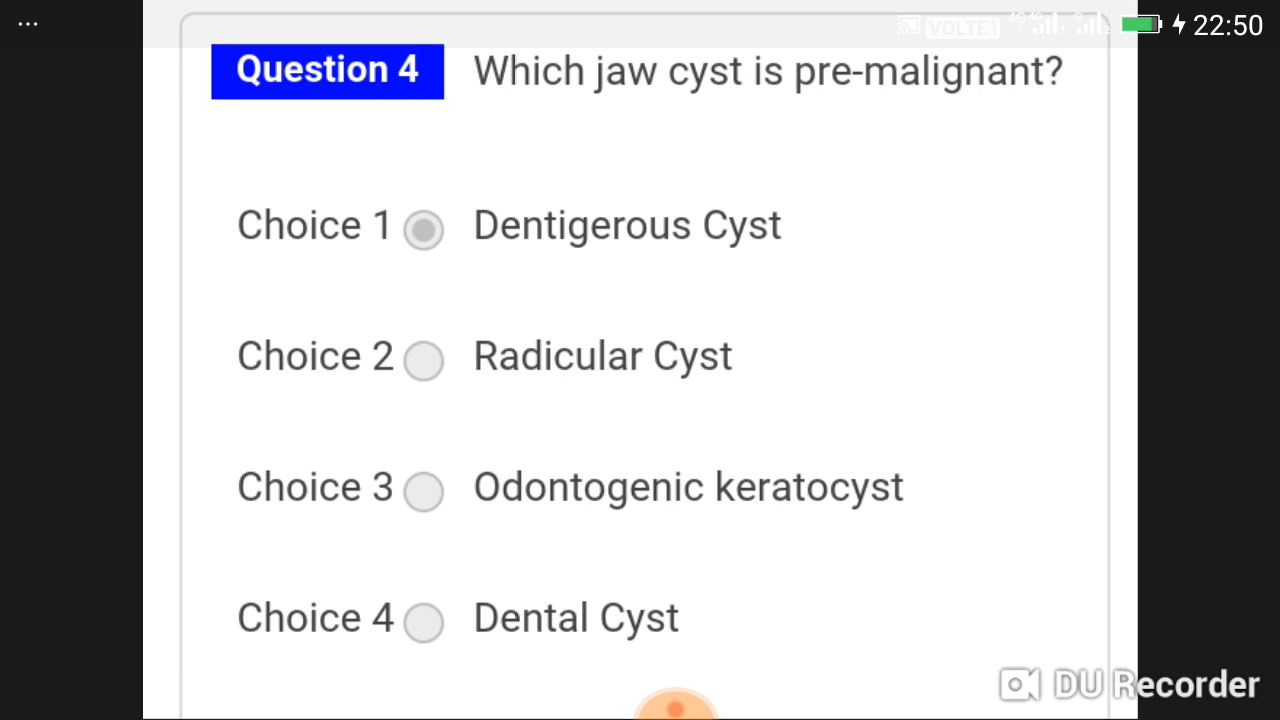 ... VOLTE1 22:50
Question 4 Which jaw cyst is pre-malignant?
Choice 1 Dentigerous Cyst
Choice 2 Radicular Cyst
Choice 3 Odontogenic keratocyst
Choice 4 Dental Cyst
DU Recorder